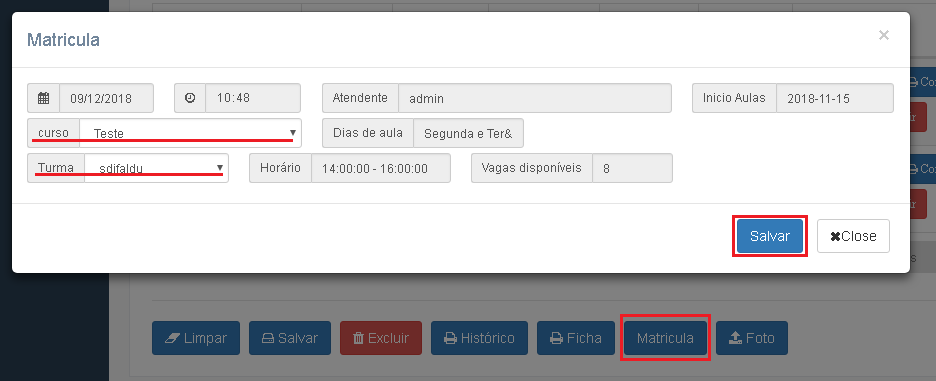 Matricula ×
09/12/2018 10:48 Atendente admin Inicio Aulas 2018-11-15
curso Teste Dias de aula Segunda e Ter&
Turma sdifaldu Horário 14:00:00 - 16:00:00 Vagas disponíveis 8
Salvar ✖Close
Limpar Salvar Excluir Histórico Ficha Matricula Foto